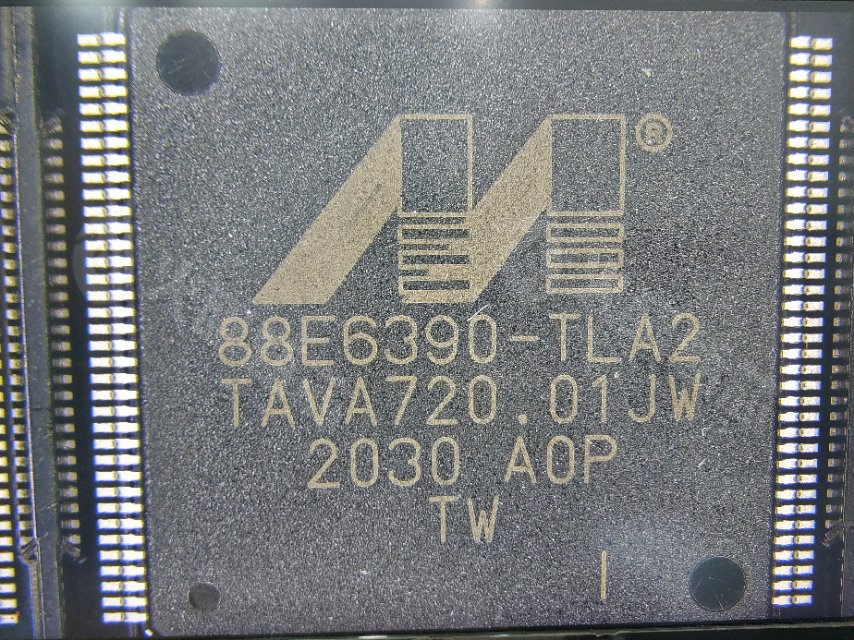 ®
88E6390-TLA2
TAVA720.01JW
2030 A0P
TW
I